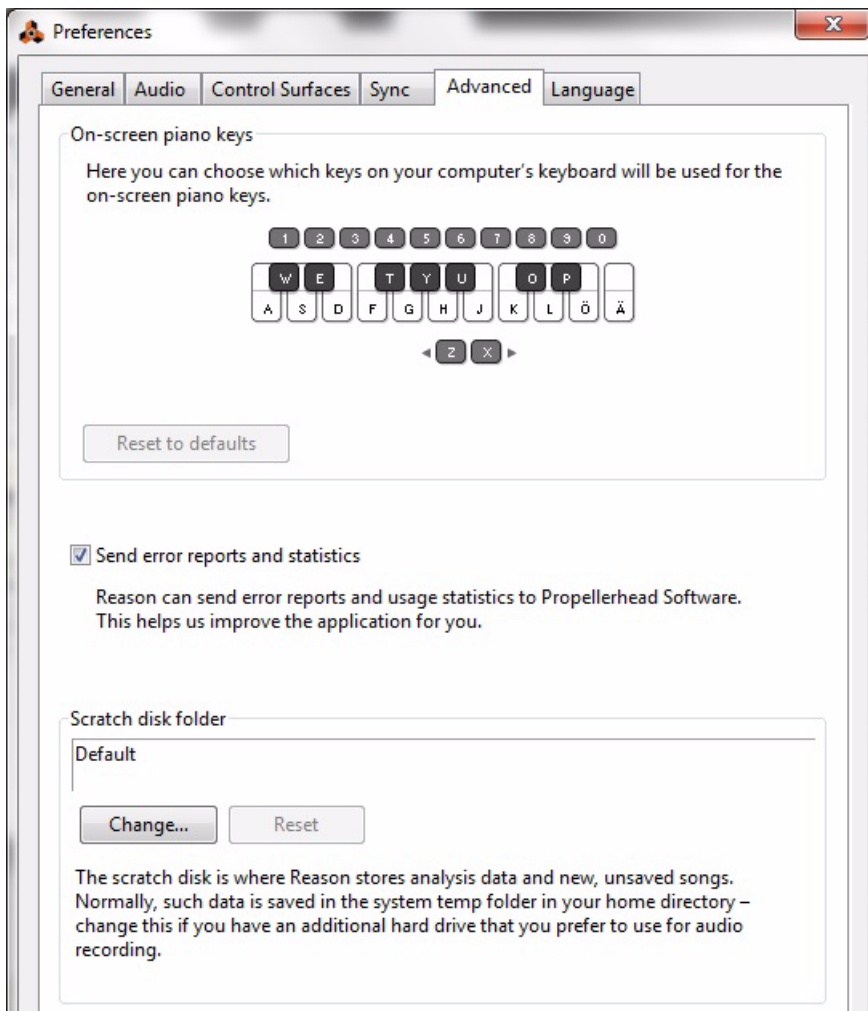 Preferences
General Audio Control Surfaces Sync Advanced Language
On-screen piano keys
Here you can choose which keys on your computer's keyboard will be used for the
on-screen piano keys.
1 2 3 4 5 6 7 8 9 0
W E T Y U O P
A S D F G H J K L Ö Ä
Z X
Reset to defaults
Send error reports and statistics
Reason can send error reports and usage statistics to Propellerhead Software.
This helps us improve the application for you.
Scratch disk folder
Default
Change... Reset
The scratch disk is where Reason stores analysis data and new, unsaved songs.
Normally, such data is saved in the system temp folder in your home directory –
change this if you have an additional hard drive that you prefer to use for audio
recording.